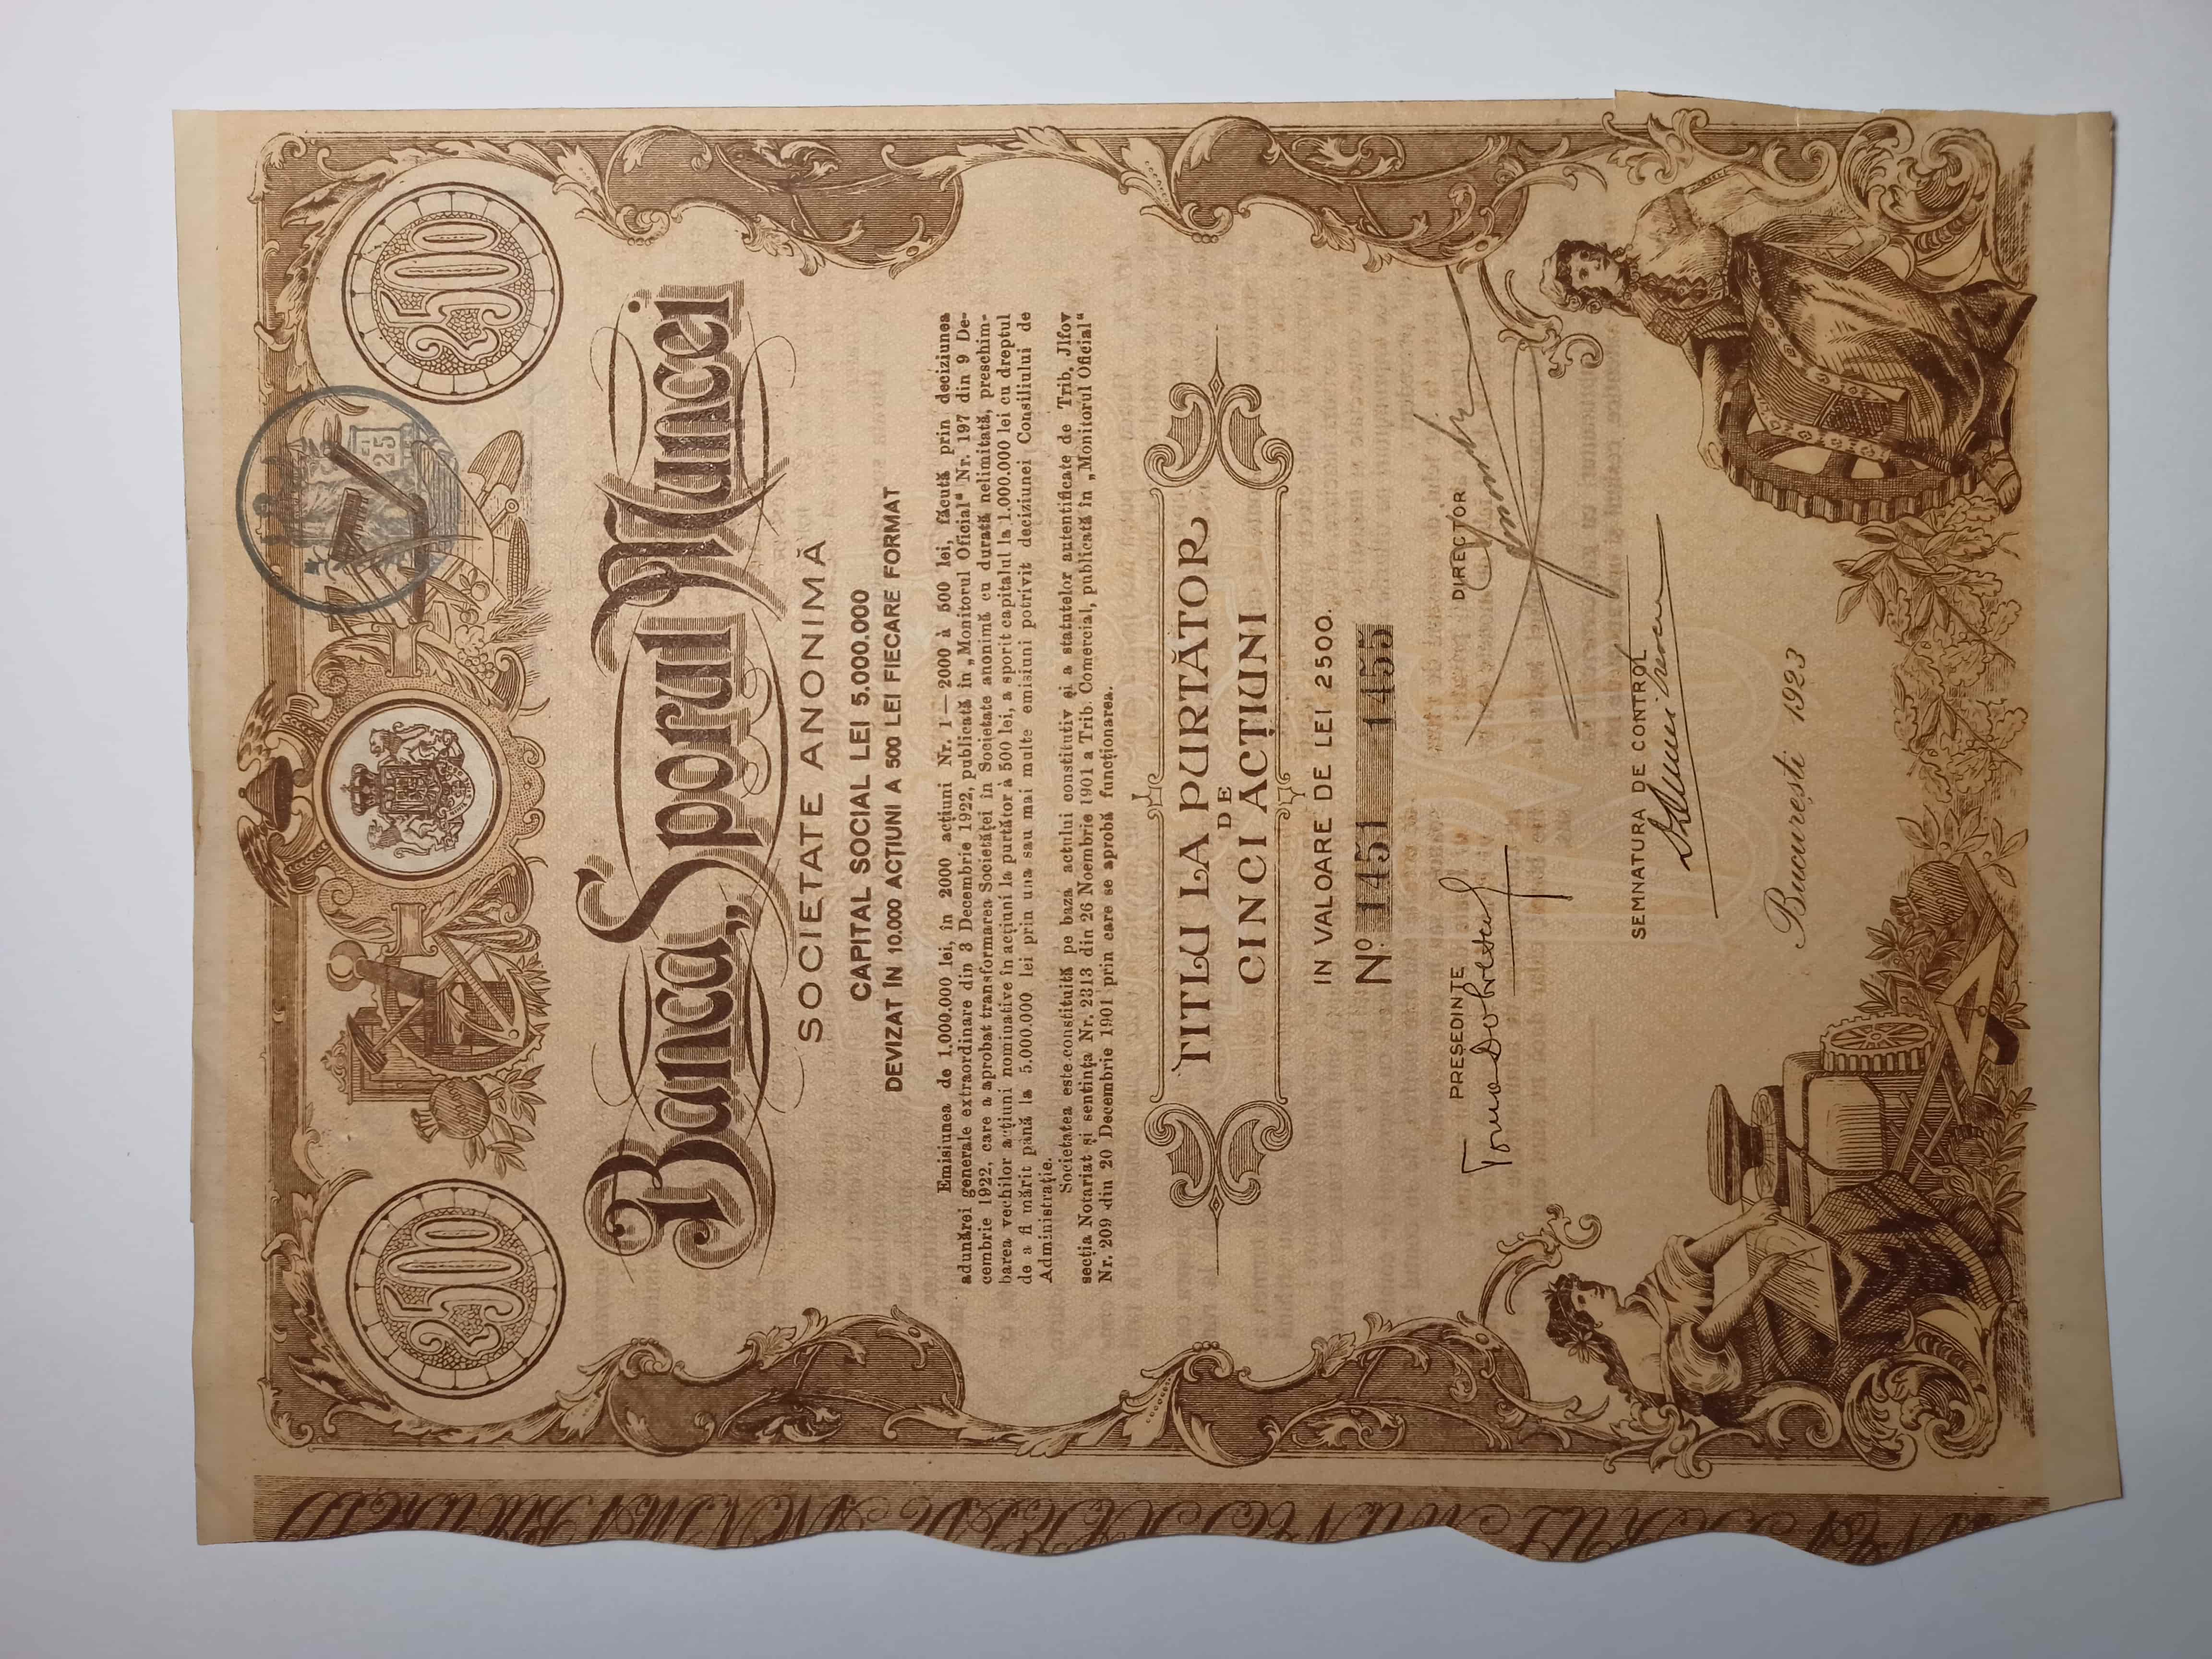 2500
2500
Banca „Sporul Muncei
SOCIETATE ANONIMĂ
CAPITAL SOCIAL LEI 5.000.000
DEVIZAT ÎN 10.000 ACȚIUNI A 500 LEI FIECARE FORMAT
Emisiunea de 1.000.000 lei, în 2000 acțiuni Nr. 1—2000 à 500 lei, făcută prin deciziunea
adunărei generale extraordinare din 3 Decembrie 1922, publicată în „Monitorul Oficial“ Nr. 197 din 9 De-
cembrie 1922, care a aprobat transformarea Societăței în Societate anonimă cu durată nelimitată, preschim-
barea vechilor acțiuni nominative în acțiuni la purtător à 500 lei, a sporit capitalul la 1.000.000 lei cu dreptul
de a fi mărit până la 5.000.000 lei prin una sau mai multe emisiuni potrivit deciziunei Consiliului de
Administrație.
Societatea este constituită pe baza actului constitutiv și a statutelor autentificate de Trib. Jlfov
secția Notariat și sentința Nr. 2313 din 26 Noembrie 1901 a Trib. Comercial, publicată în „Monitorul Oficial“
Nr. 209 din 20 Decembrie 1901 prin care se aprobă funcționarea.
TITLU LA PURTĂTOR
DE
CINCI ACȚIUNI
IN VALOARE DE LEI 2500.
No. 1451 1455
PREȘEDINTE
DIRECTOR
Toma Dobrescu
SEMNATURA DE CONTROL
București 1923